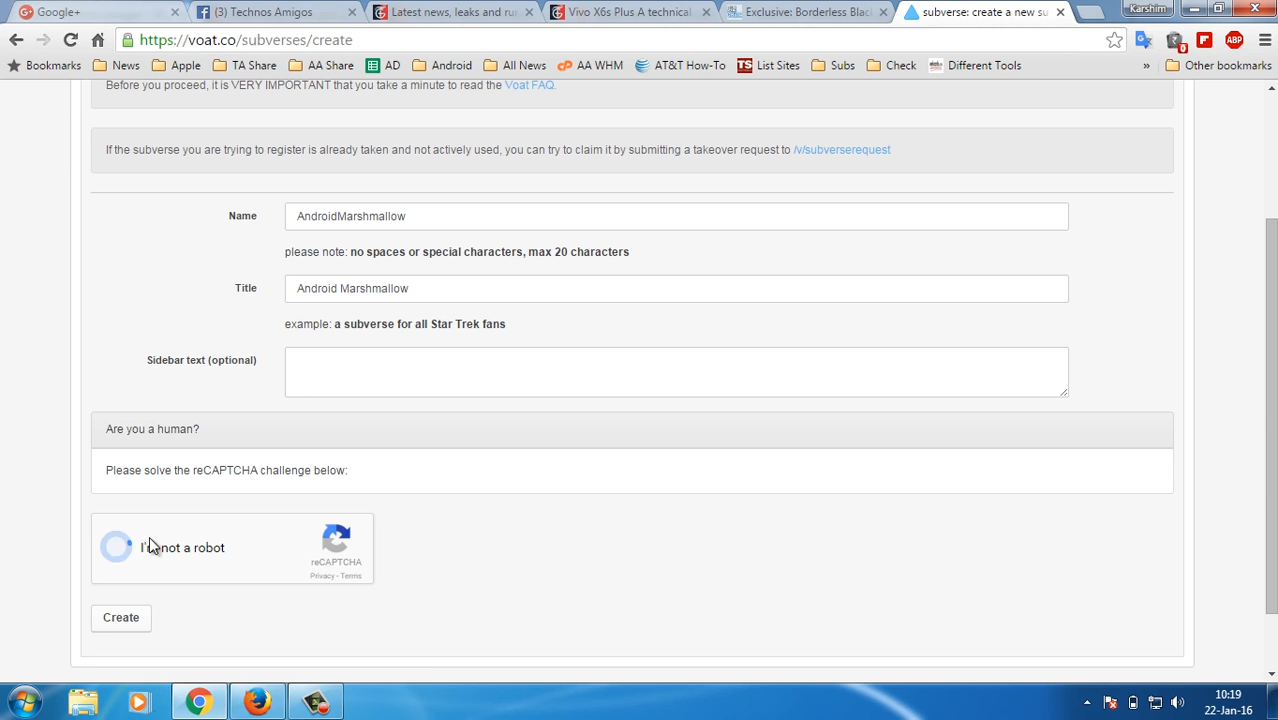 Google+
(3) Technos Amigos
Latest news, leaks and rur
Vivo X6s Plus A technical
Exclusive: Borderless Blac
subverse: create a new su
Karshim
https://voat.co/subverses/create
0
ABP
Bookmarks
News
Apple
TA Share
AA Share
AD
Android
All News
AA WHM
AT&T How-To
TS
List Sites
Subs
Check
Different Tools
»
Other bookmarks
Before you proceed, it is VERY IMPORTANT that you take a minute to read the Voat FAQ.
If the subverse you are trying to register is already taken and not actively used, you can try to claim it by submitting a takeover request to /v/subverserequest
Name
AndroidMarshmallow
please note: no spaces or special characters, max 20 characters
Title
Android Marshmallow
example: a subverse for all Star Trek fans
Sidebar text (optional)
Are you a human?
Please solve the reCAPTCHA challenge below:
I'm not a robot
reCAPTCHA
Privacy - Terms
Create
10:19
22-Jan-16